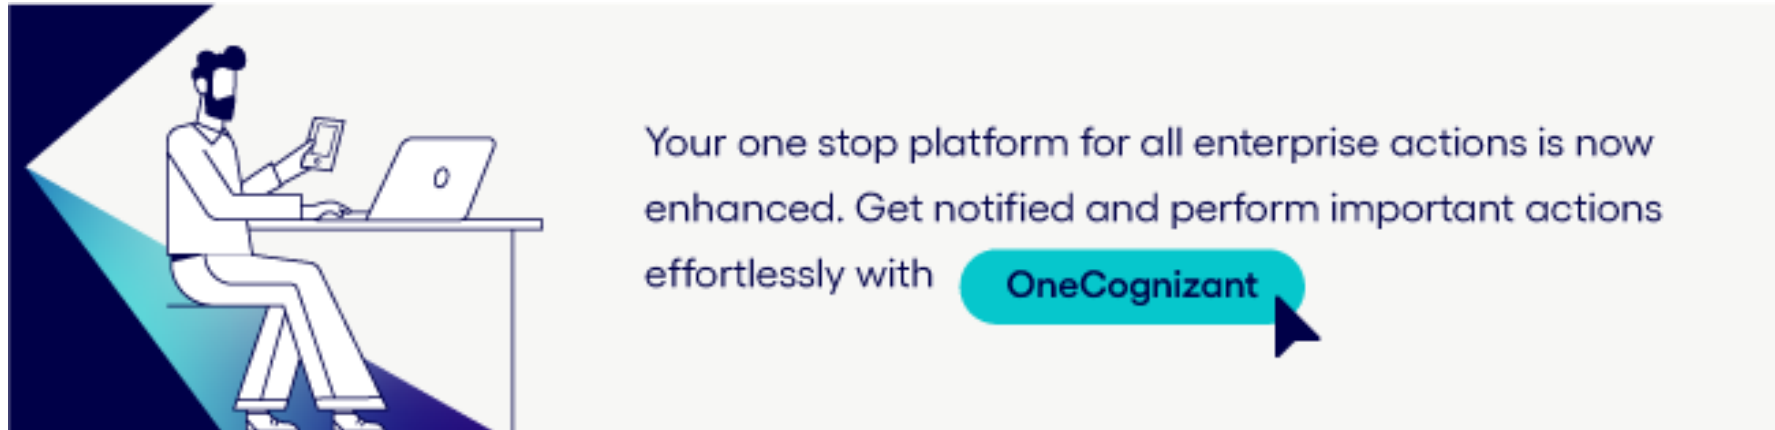 Your one stop platform for all enterprise actions is now
enhanced. Get notified and perform important actions
effortlessly with OneCognizant